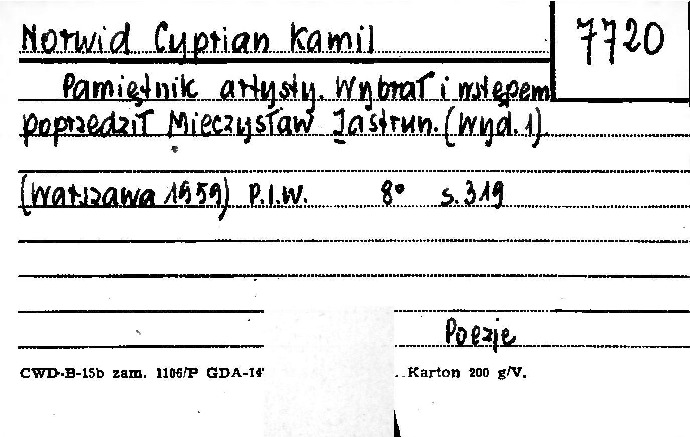 Norwid Cyprian Kamil
7720
Pamiętnik artysty. Wybrał i wstępem
poprzedził Mieczysław Jastrun. (Wyd. 1).
(Warszawa 1959) P.I.W. 8° s. 319
Poezje
CWD-B-15b zam. 1106/P GDA-14 Karton 200 g/V.